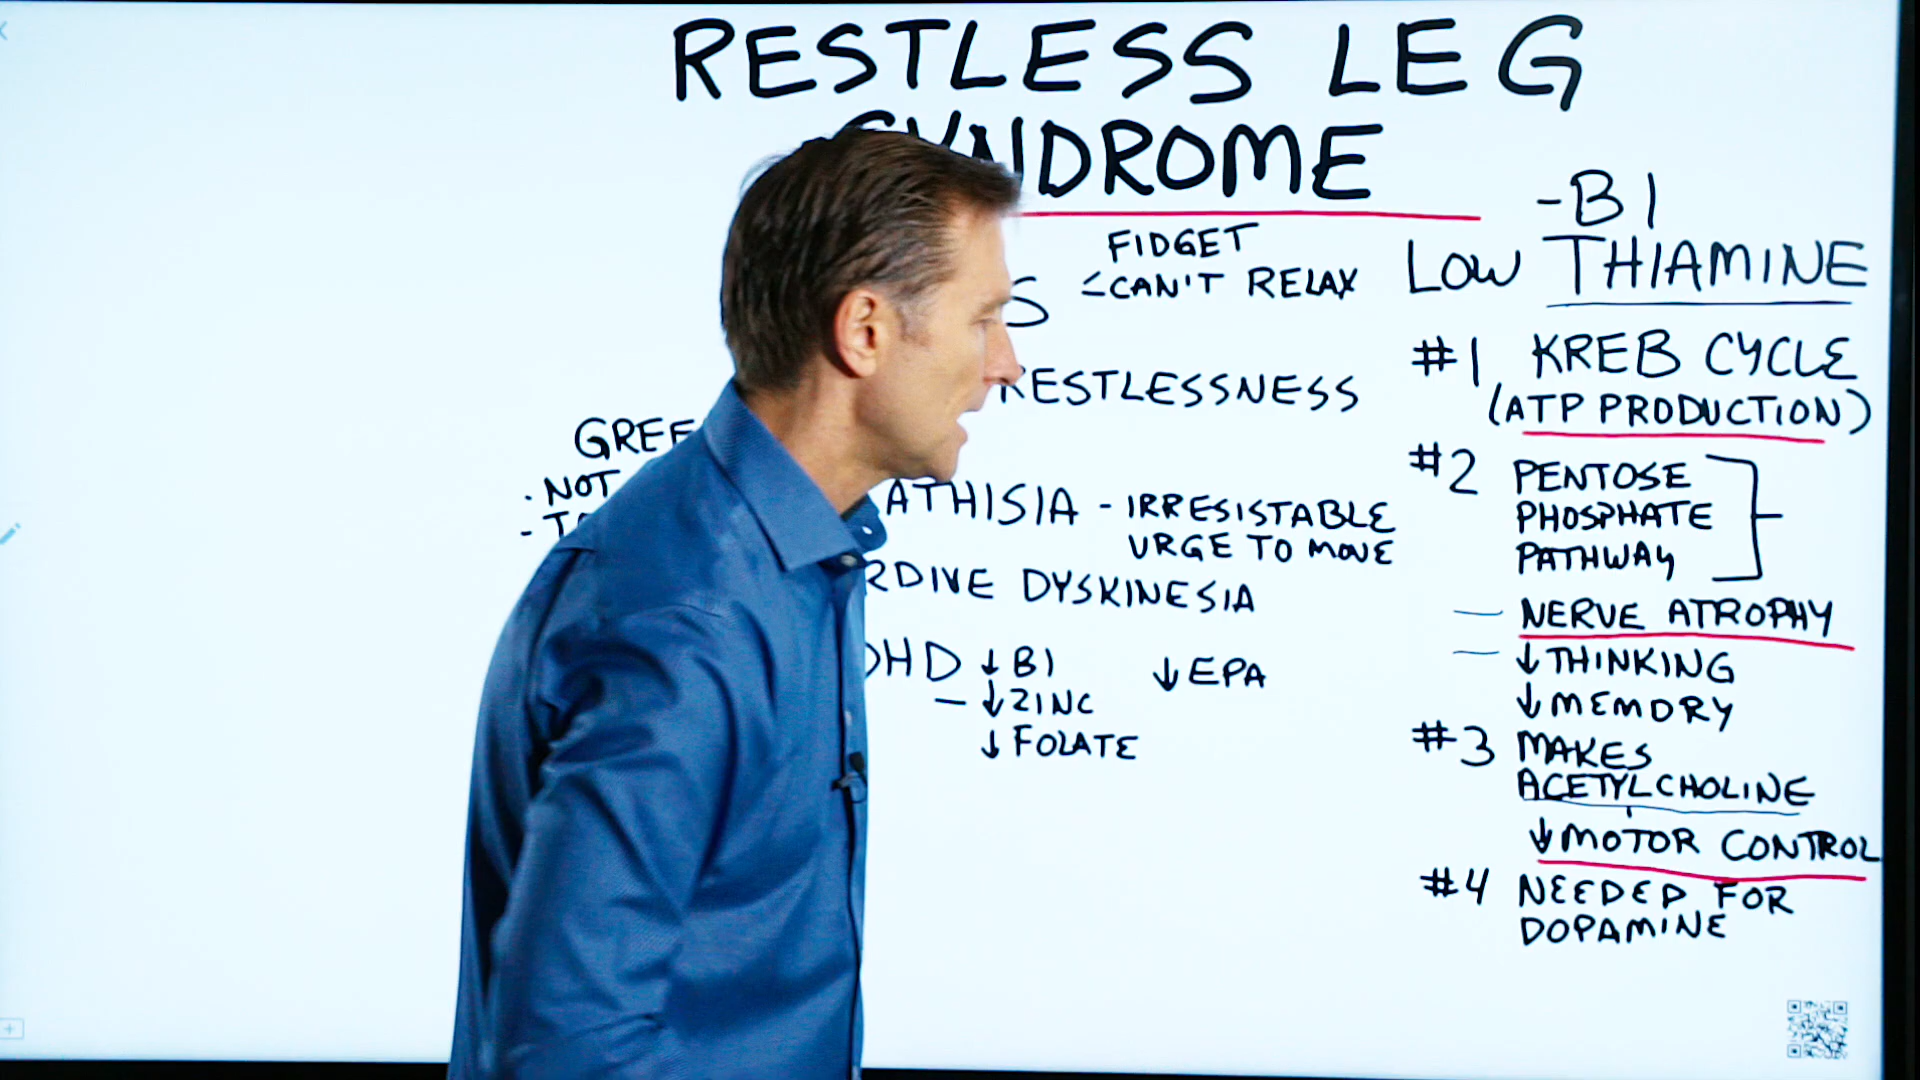 RESTLESS LEG
SYNDROME
FIDGET
CAN'T RELAX
RESTLESSNESS
NOT
ATHISIA - IRRESISTABLE
URGE TO MOVE
RDIVE DYSKINESIA
DHD ↓ B1 ↓ EPA
- ↓ ZINC
↓ FOLATE
-B1
LOW THIAMINE
#1 KREB CYCLE
(ATP PRODUCTION)
#2 PENTOSE
PHOSPHATE
PATHWAY
NERVE ATROPHY
↓ THINKING
↓ MEMORY
#3 MAKES
ACETYLCHOLINE
↓ MOTOR CONTROL
#4 NEEDED FOR
DOPAMINE